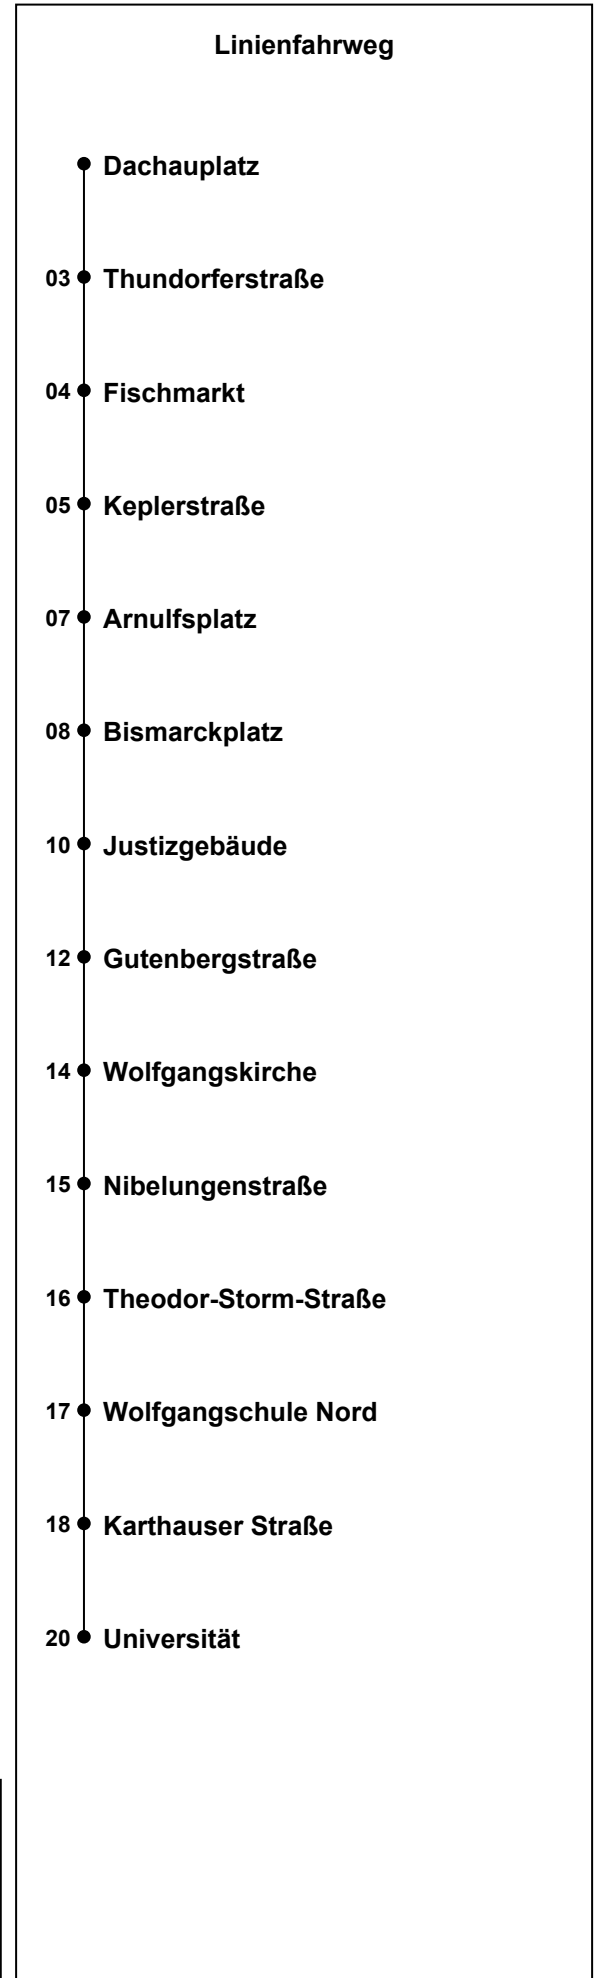 Linienfahrweg
Dachauplatz
03 Thundorferstraße
04 Fischmarkt
05 Keplerstraße
07 Arnulfsplatz
08 Bismarckplatz
10 Justizgebäude
12 Gutenbergstraße
14 Wolfgangskirche
15 Nibelungenstraße
16 Theodor-Storm-Straße
17 Wolfgangschule Nord
18 Karthauser Straße
20 Universität